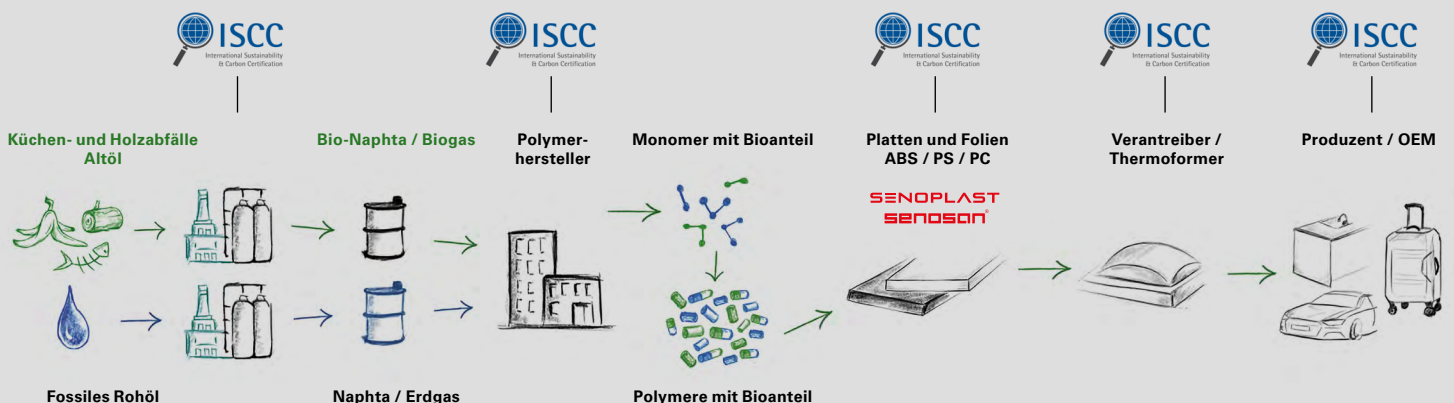 ISCC
International Sustainability
& Carbon Certification
ISCC
International Sustainability
& Carbon Certification
ISCC
International Sustainability
& Carbon Certification
ISCC
International Sustainability
& Carbon Certification
ISCC
International Sustainability
& Carbon Certification
Küchen- und Holzabfälle
Altöl
Bio-Naphta / Biogas
Polymer-
hersteller
Monomer mit Bioanteil
Platten und Folien
ABS / PS / PC
Verantreiber /
Thermoformer
Produzent / OEM
SENOPLAST
senosan®
Fossiles Rohöl
Naphta / Erdgas
Polymere mit Bioanteil